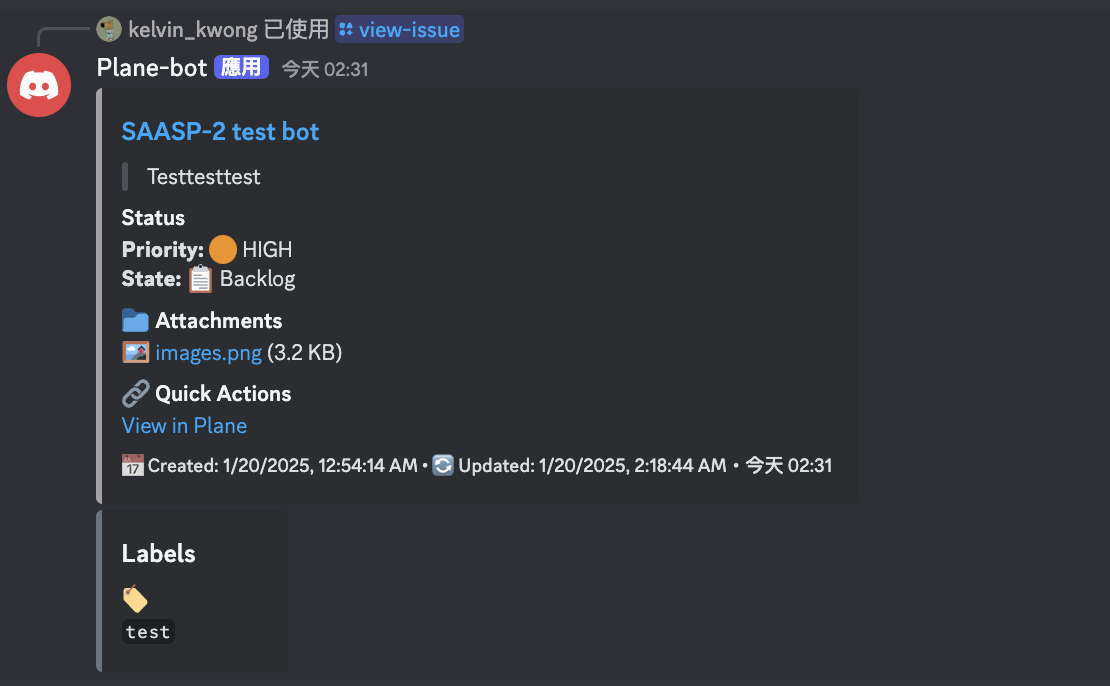 kelvin_kwong 已使用 view-issue
Plane-bot 應用 今天 02:31
SAASP-2 test bot
Testtesttest
Status
Priority: HIGH
State: Backlog
Attachments
images.png (3.2 KB)
Quick Actions
View in Plane
17 Created: 1/20/2025, 12:54:14 AM • Updated: 1/20/2025, 2:18:44 AM • 今天 02:31
Labels
test